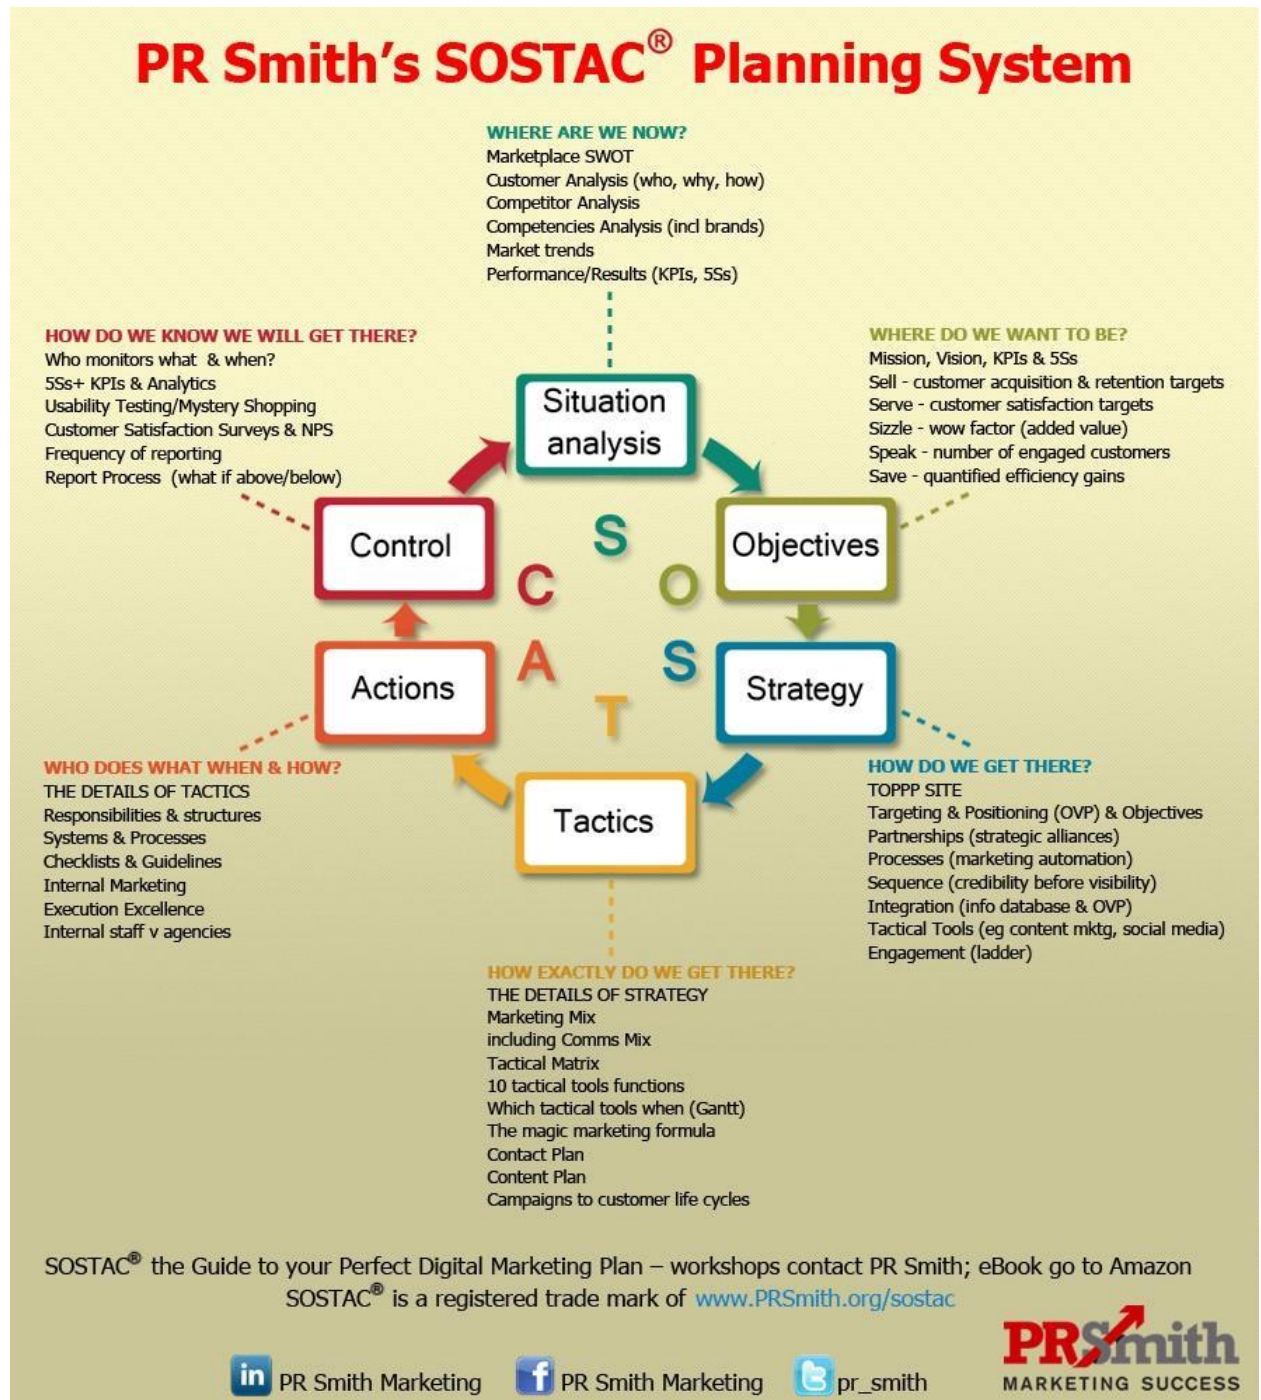 PR Smith's SOSTAC® Planning System
WHERE ARE WE NOW?
Marketplace SWOT
Customer Analysis (who, why, how)
Competitor Analysis
Competencies Analysis (incl brands)
Market trends
Performance/Results (KPIs, 5Ss)
HOW DO WE KNOW WE WILL GET THERE?
Who monitors what & when?
5Ss+ KPIs & Analytics
Usability Testing/Mystery Shopping
Customer Satisfaction Surveys & NPS
Frequency of reporting
Report Process (what if above/below)
WHERE DO WE WANT TO BE?
Mission, Vision, KPIs & 5Ss
Sell - customer acquisition & retention targets
Serve - customer satisfaction targets
Sizzle - wow factor (added value)
Speak - number of engaged customers
Save - quantified efficiency gains
Situation
analysis
Objectives
Strategy
Tactics
Actions
Control
S
O
S
T
A
C
WHO DOES WHAT WHEN & HOW?
THE DETAILS OF TACTICS
Responsibilities & structures
Systems & Processes
Checklists & Guidelines
Internal Marketing
Execution Excellence
Internal staff v agencies
HOW DO WE GET THERE?
TOPPP SITE
Targeting & Positioning (OVP) & Objectives
Partnerships (strategic alliances)
Processes (marketing automation)
Sequence (credibility before visibility)
Integration (info database & OVP)
Tactical Tools (eg content mktg, social media)
Engagement (ladder)
HOW EXACTLY DO WE GET THERE?
THE DETAILS OF STRATEGY
Marketing Mix
including Comms Mix
Tactical Matrix
10 tactical tools functions
Which tactical tools when (Gantt)
The magic marketing formula
Contact Plan
Content Plan
Campaigns to customer life cycles
SOSTAC® the Guide to your Perfect Digital Marketing Plan – workshops contact PR Smith; eBook go to Amazon
SOSTAC® is a registered trade mark of www.PRSmith.org/sostac
in PR Smith Marketing
f PR Smith Marketing
pr_smith
PRSmith
MARKETING SUCCESS